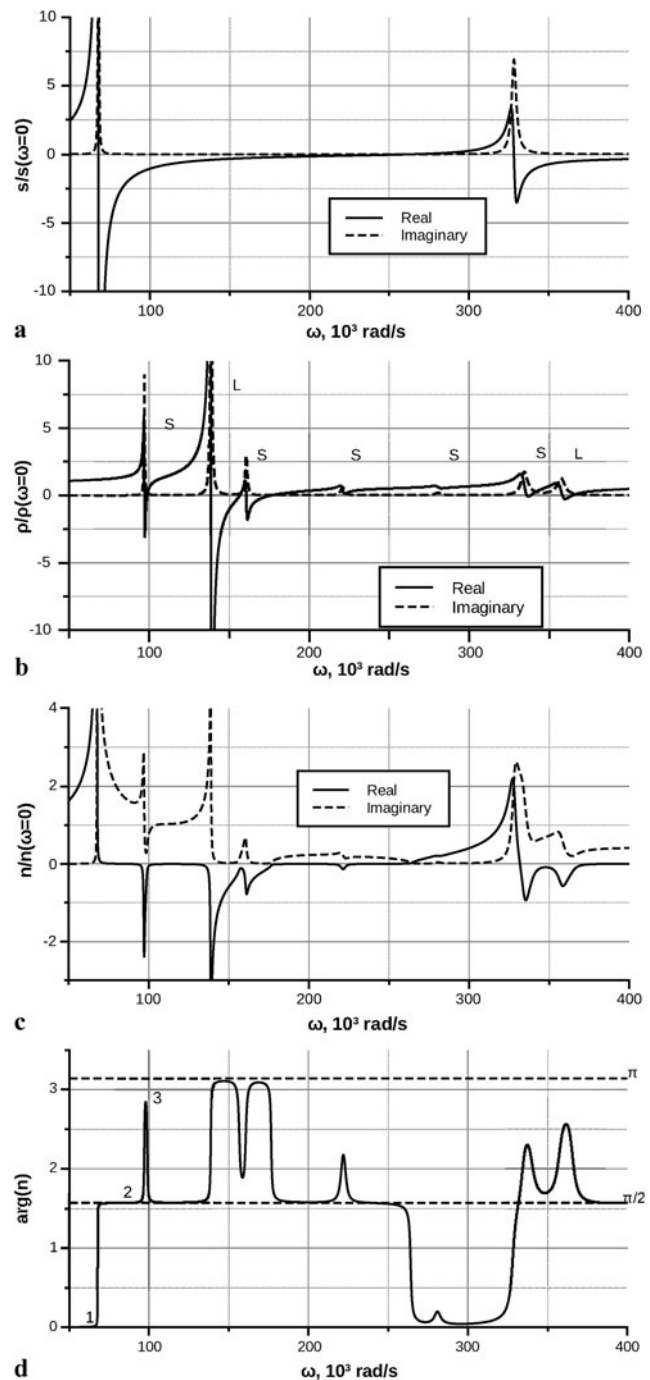 10
5
0
-5
-10
s/s(ω=0)
Real
Imaginary
100
200
300
400
a
ω, 10³ rad/s
10
5
0
-5
-10
ρ/ρ(ω=0)
S
L
S
S
S
S
L
Real
Imaginary
100
200
300
400
b
ω, 10³ rad/s
4
2
0
-2
n/n(ω=0)
Real
Imaginary
100
200
300
400
c
ω, 10³ rad/s
π
3
3
2
2
π/2
1
1
0
arg(n)
100
200
300
400
d
ω, 10³ rad/s